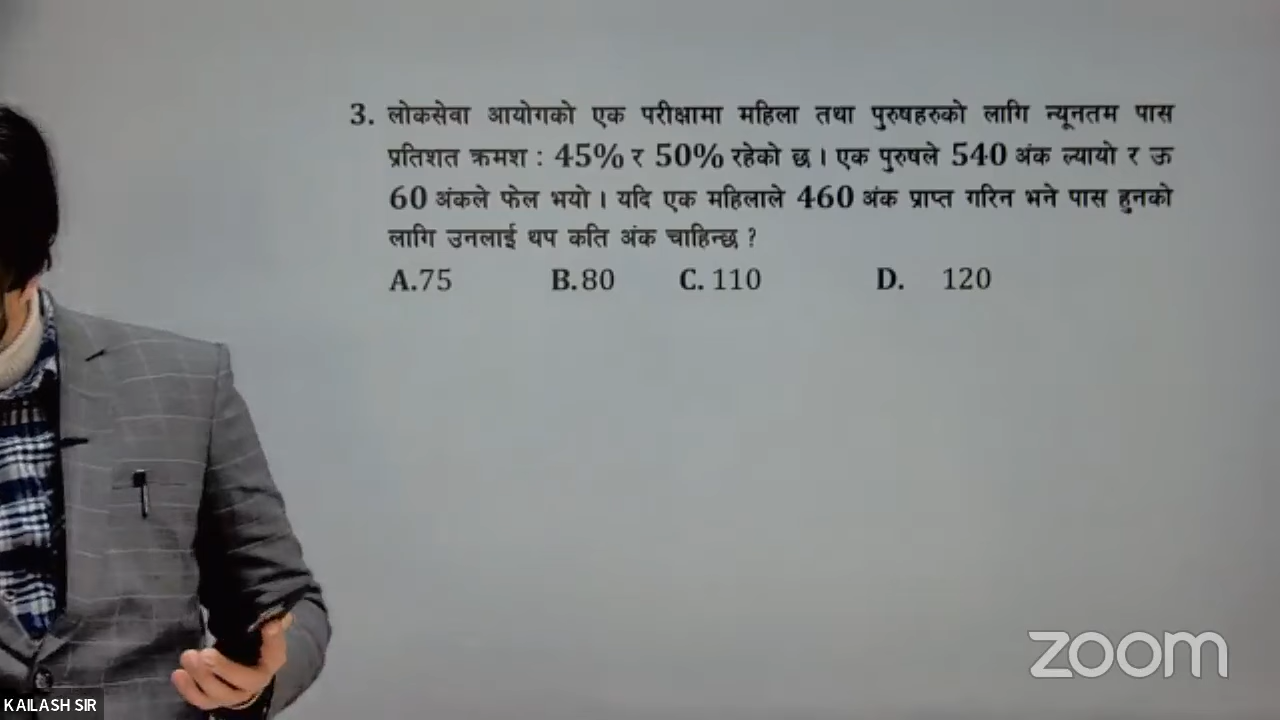 3. लोकसेवा आयोगको एक परीक्षामा महिला तथा पुरुषहरुको लागि न्यूनतम पास
प्रतिशत क्रमश : 45% र 50% रहेको छ । एक पुरुषले 540 अंक ल्यायो र ऊ
60 अंकले फेल भयो । यदि एक महिलाले 460 अंक प्राप्त गरिन भने पास हुनको
लागि उनलाई थप कति अंक चाहिन्छ ?
A.75 B.80 C. 110 D. 120
zoom
KAILASH SIR